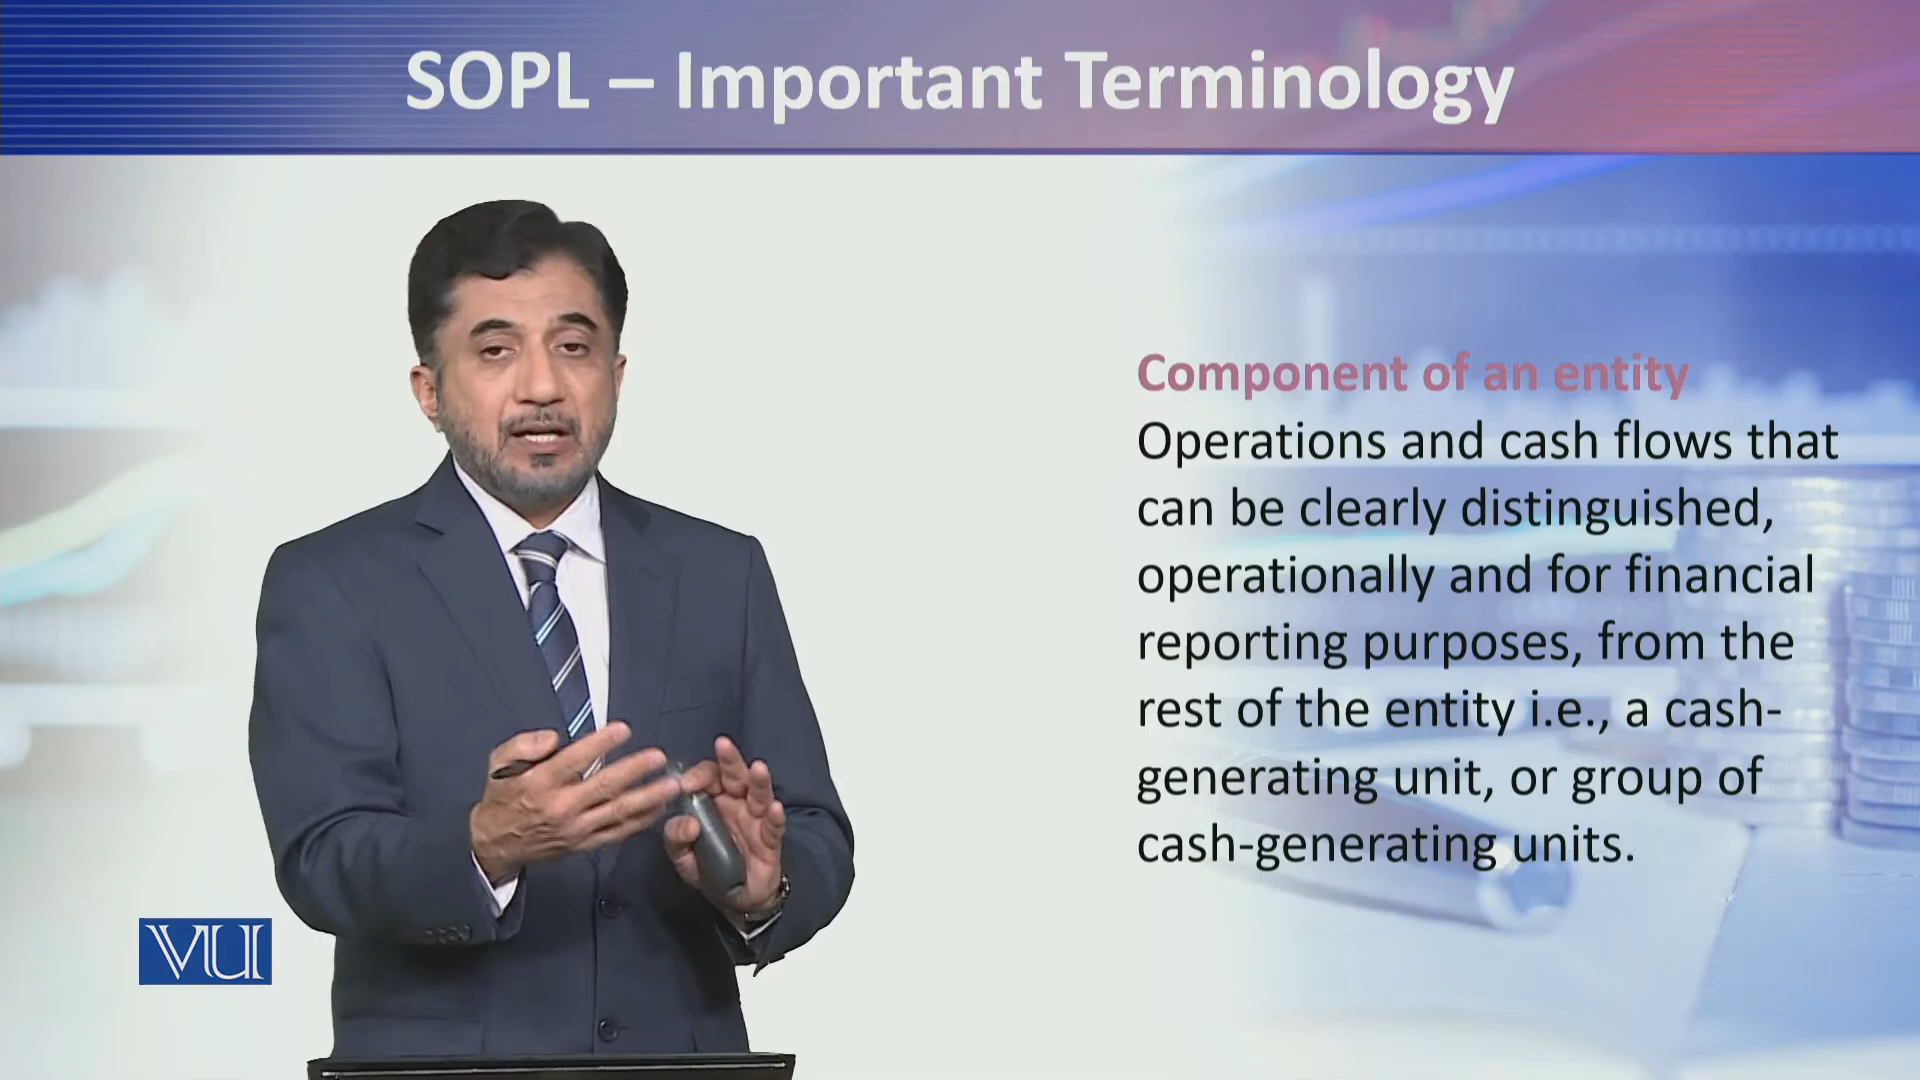 SOPL – Important Terminology
Component of an entity
Operations and cash flows that
can be clearly distinguished,
operationally and for financial
reporting purposes, from the
rest of the entity i.e., a cash-
generating unit, or group of
cash-generating units.
VU